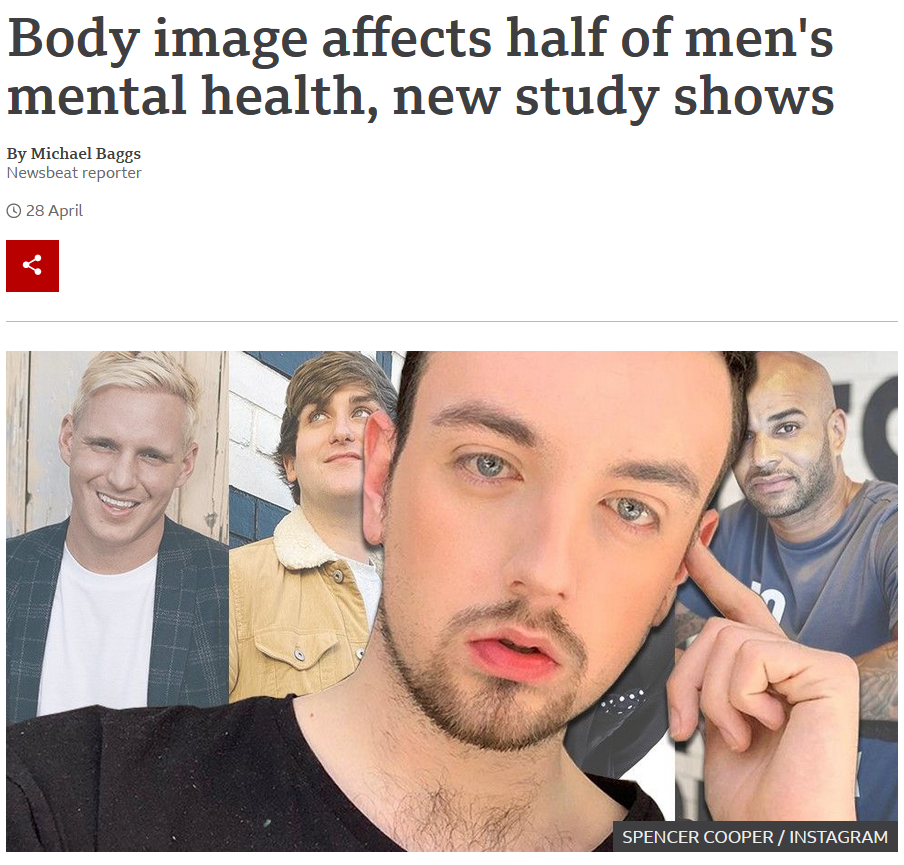 Body image affects half of men's
mental health, new study shows
By Michael Baggs
Newsbeat reporter
28 April
SPENCER COOPER / INSTAGRAM